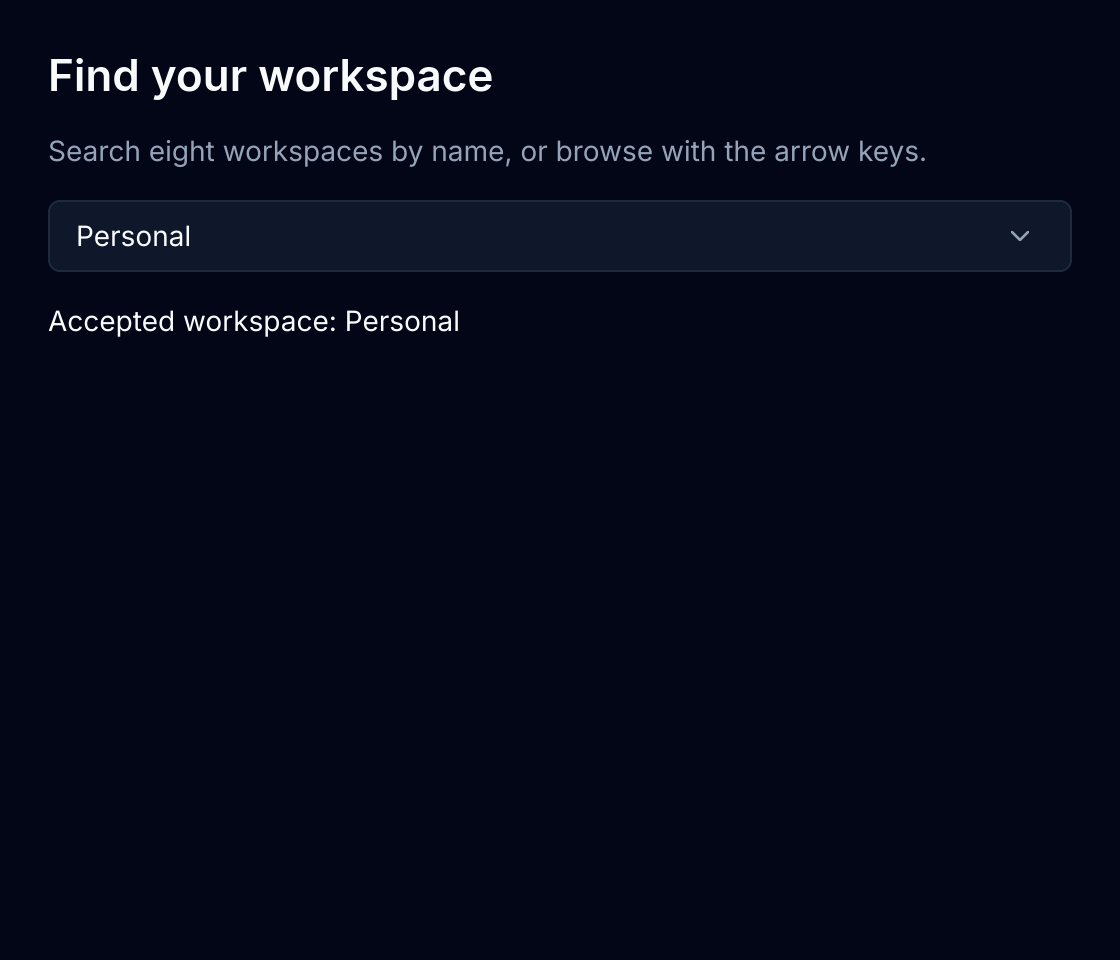 Find your workspace
Search eight workspaces by name, or browse with the arrow keys.
Personal
Accepted workspace: Personal